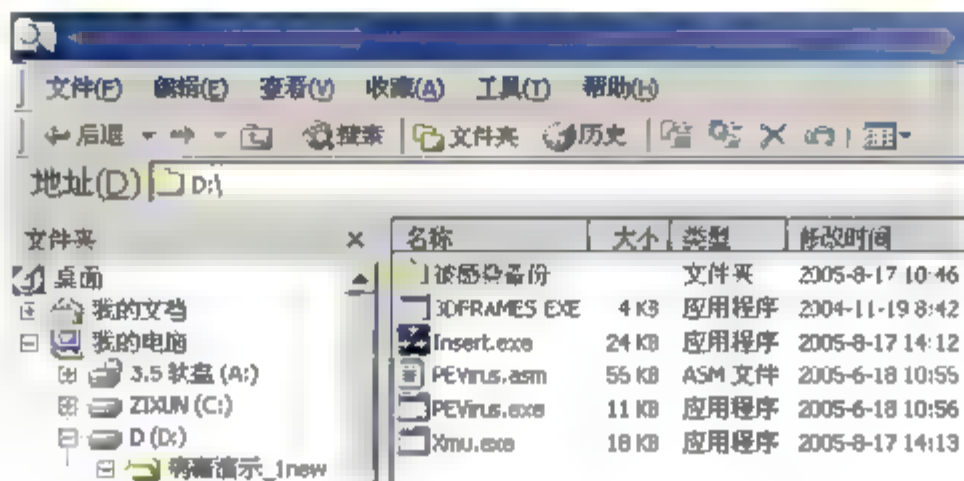 文件(F) 编辑(E) 查看(V) 收藏(A) 工具(T) 帮助(H)
后退 搜索 文件夹 历史
地址(D) D:\
文件夹
桌面
我的文档
我的电脑
3.5 软盘 (A:)
ZIXUN (C:)
D (D:)
病毒演示_1new
名称 大小 类型 修改时间
被感染备份 文件夹 2005-8-17 10:46
3DFRAMES.EXE 4 KB 应用程序 2004-11-19 8:42
Insert.exe 24 KB 应用程序 2005-8-17 14:12
PEVirus.asm 55 KB ASM 文件 2005-6-18 10:55
PEVirus.exe 11 KB 应用程序 2005-6-18 10:56
Xmu.exe 18 KB 应用程序 2005-8-17 14:13